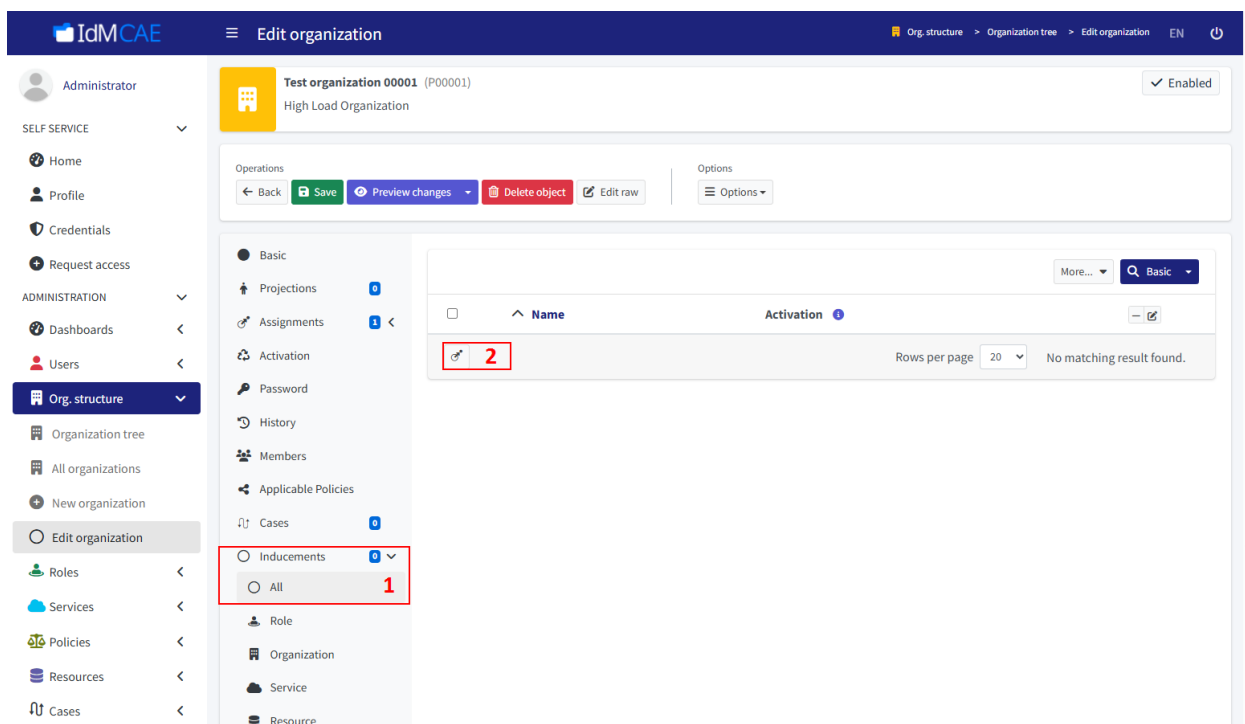 IdMCAE
Edit organization
Org. structure > Organization tree > Edit organization
EN
Administrator
SELF SERVICE
Home
Profile
Credentials
Request access
ADMINISTRATION
Dashboards
Users
Org. structure
Organization tree
All organizations
New organization
Edit organization
Roles
Services
Policies
Resources
Cases
Test organization 00001 (P00001)
High Load Organization
Enabled
Operations
Back
Save
Preview changes
Delete object
Edit raw
Options
Options
Basic
Projections 0
Assignments 1
Activation
Password
History
Members
Applicable Policies
Cases 0
Inducements 0
All 1
Role
Organization
Service
Resource
More...
Basic
Name
Activation
2
Rows per page 20
No matching result found.